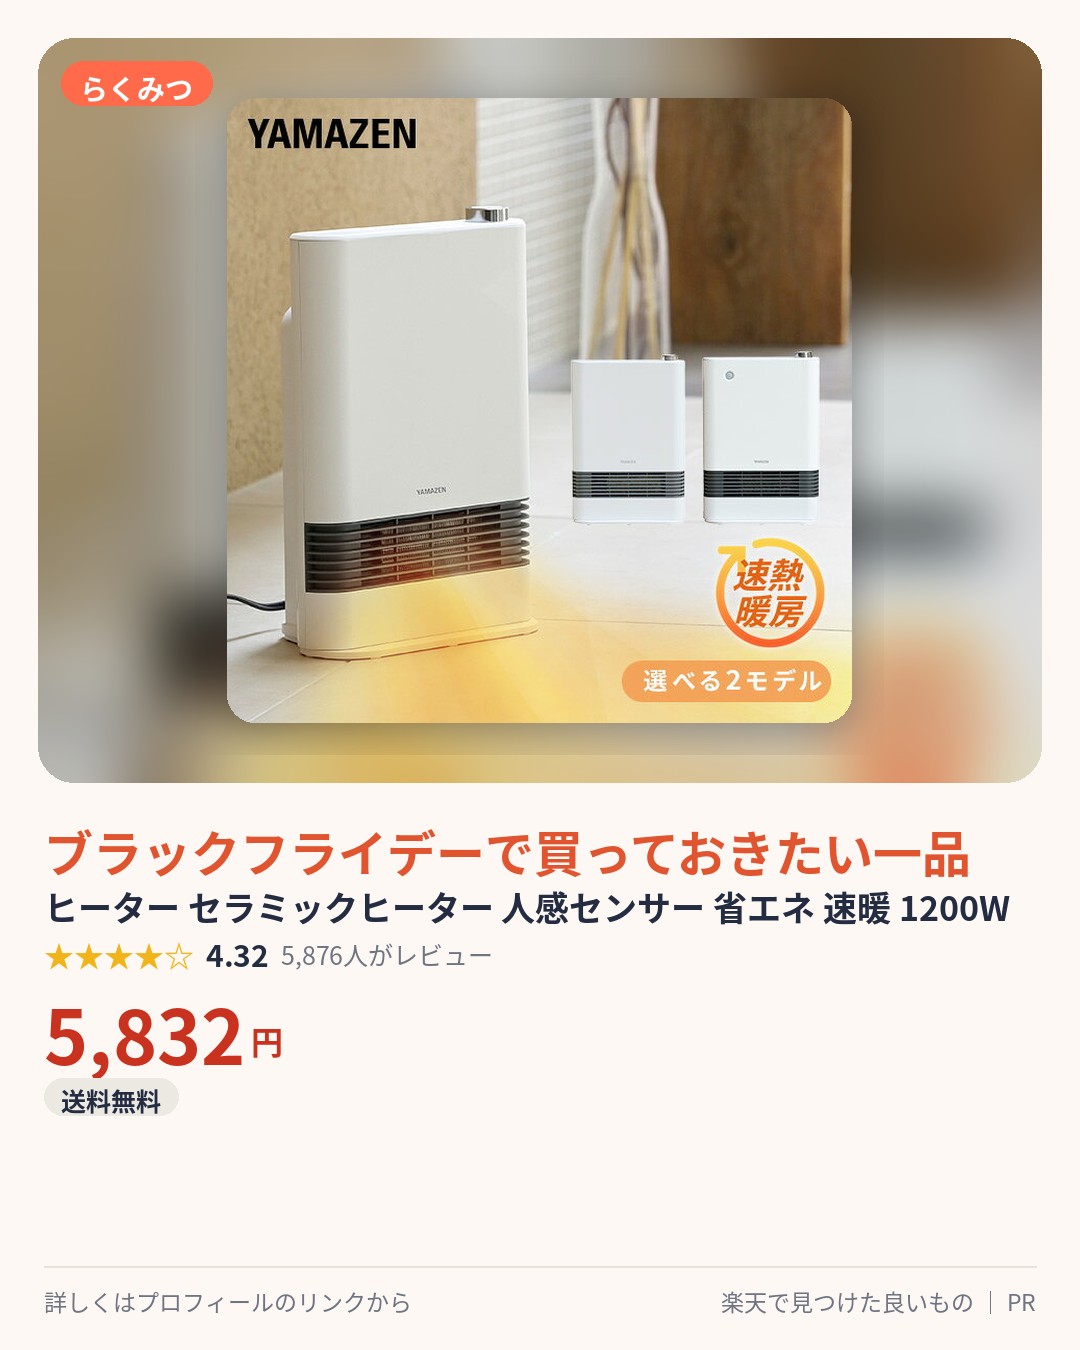 らくみつ
YAMAZEN
YAMAZEN
速熱
暖房
選べる2モデル
ブラックフライデーで買っておきたい一品
ヒーター セラミックヒーター 人感センサー 省エネ 速暖 1200W
★★★★☆ 4.32 5,876人がレビュー
5,832円
送料無料
詳しくはプロフィールのリンクから
楽天で見つけた良いもの | PR